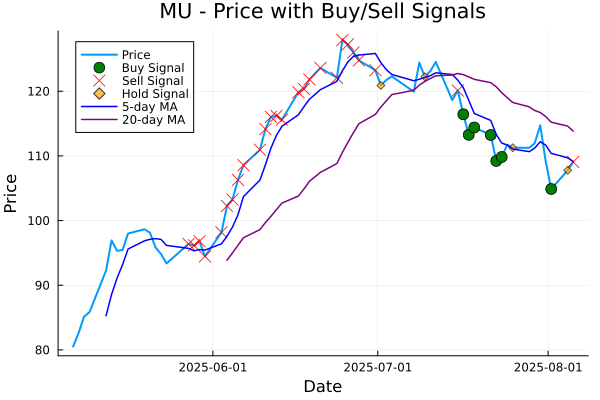 MU - Price with Buy/Sell Signals
Price
Buy Signal
Sell Signal
Hold Signal
5-day MA
20-day MA
120
110
100
90
80
Price
2025-06-01
2025-07-01
2025-08-01
Date